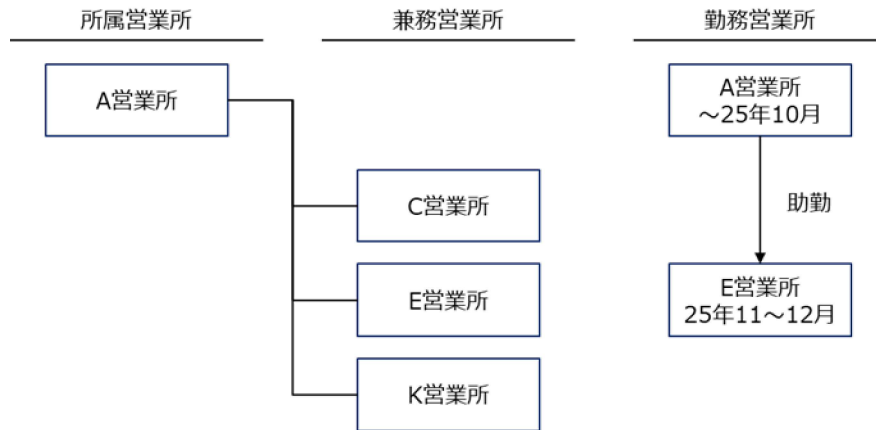 所属営業所
兼務営業所
勤務営業所
A営業所
C営業所
E営業所
K営業所
A営業所
～25年10月
助勤
E営業所
25年11～12月